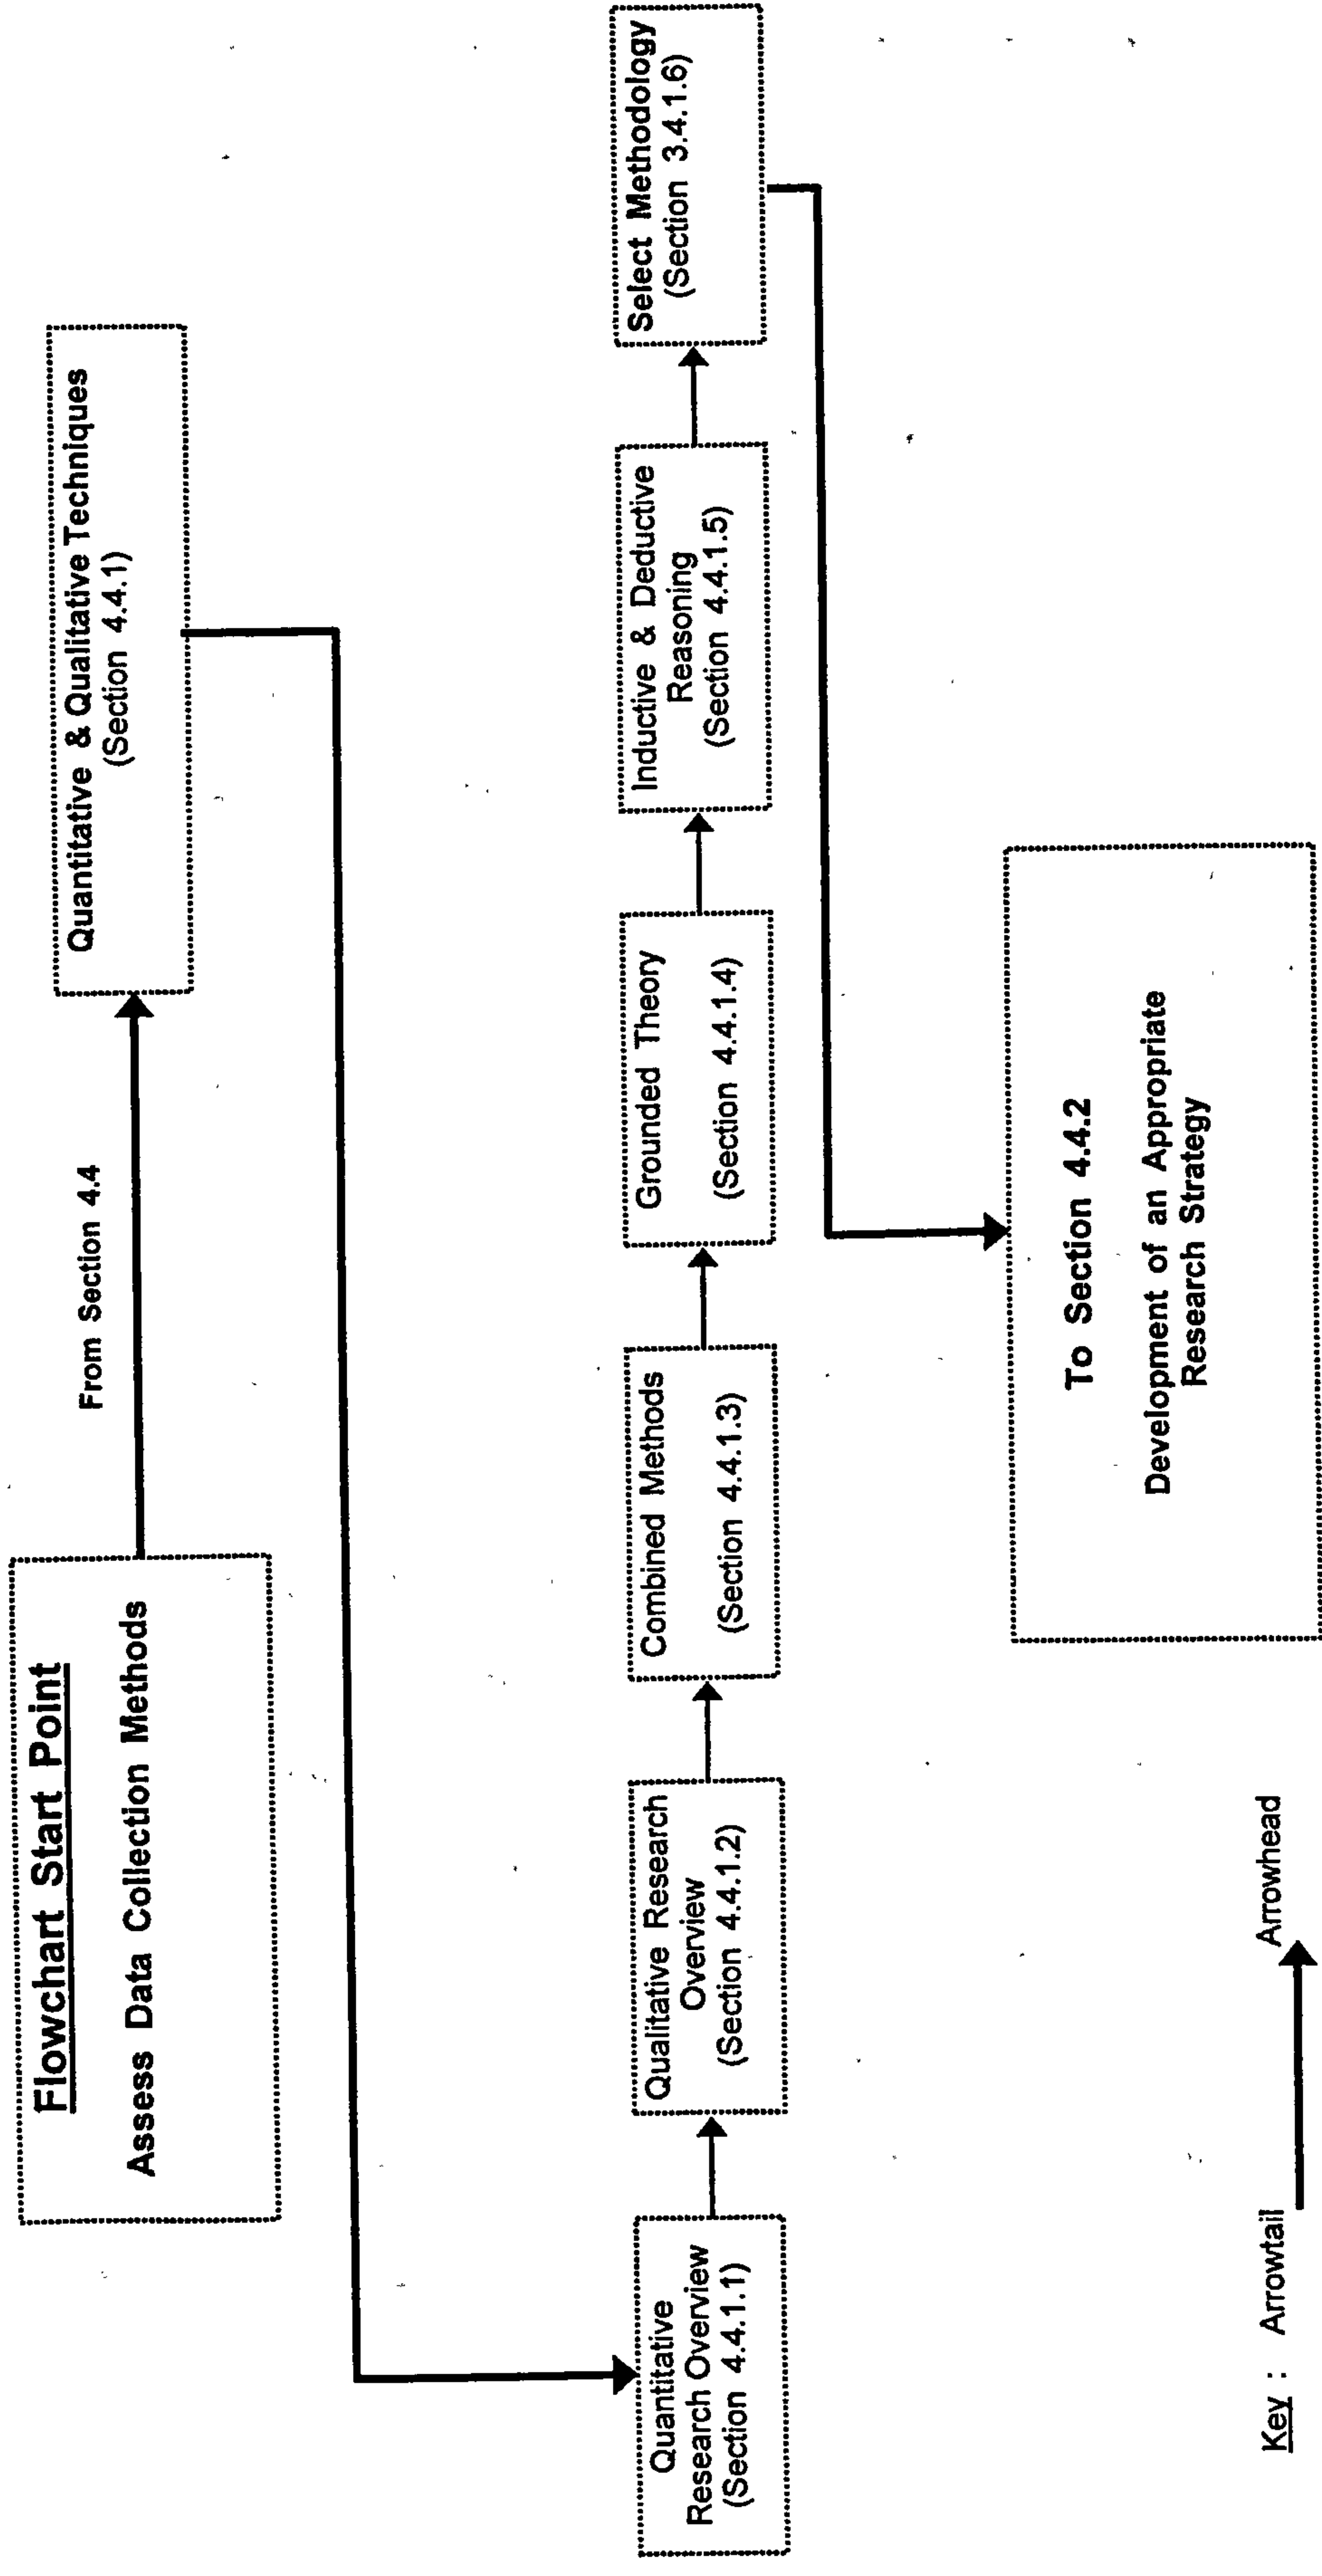 Flowchart Start Point
Assess Data Collection Methods
From Section 4.4
Quantitative & Qualitative Techniques
(Section 4.4.1)
Quantitative
Research Overview
(Section 4.4.1.1)
Qualitative Research
Overview
(Section 4.4.1.2)
Combined Methods
(Section 4.4.1.3)
Grounded Theory
(Section 4.4.1.4)
Inductive & Deductive
Reasoning
(Section 4.4.1.5)
Select Methodology
(Section 3.4.1.6)
To Section 4.4.2
Development of an Appropriate
Research Strategy
Key : Arrowtail Arrowhead